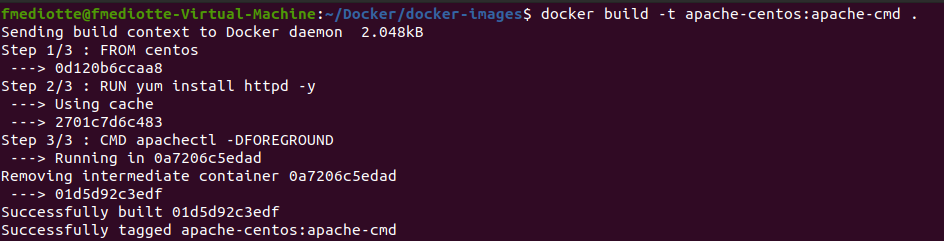 fmediotte@fmediotte-Virtual-Machine:~/Docker/docker-images$ docker build -t apache-centos:apache-cmd .
Sending build context to Docker daemon  2.048kB
Step 1/3 : FROM centos
 ---> 0d120b6ccaa8
Step 2/3 : RUN yum install httpd -y
 ---> Using cache
 ---> 2701c7d6c483
Step 3/3 : CMD apachectl -DFOREGROUND
 ---> Running in 0a7206c5edad
Removing intermediate container 0a7206c5edad
 ---> 01d5d92c3edf
Successfully built 01d5d92c3edf
Successfully tagged apache-centos:apache-cmd